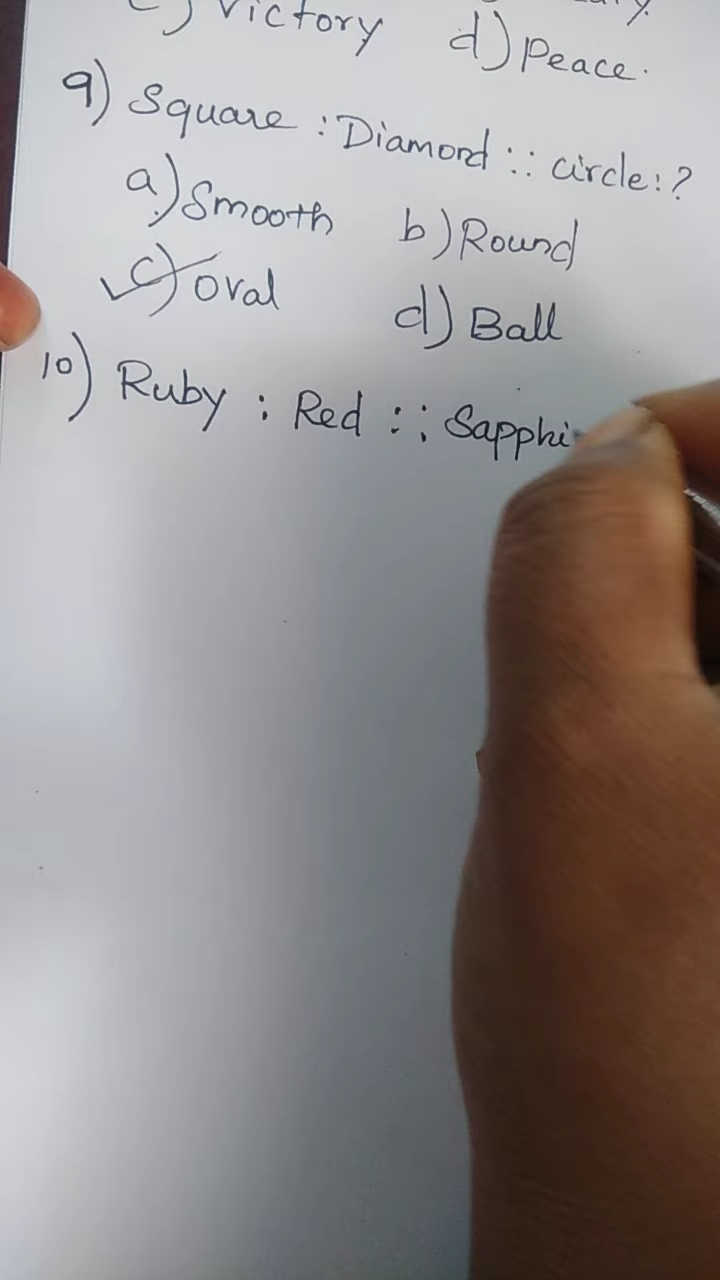 c) Victory d) Peace.
9) Square : Diamond :: circle : ?
a) Smooth b) Round
c) oval
d) Ball
10) Ruby : Red :: Sapphi